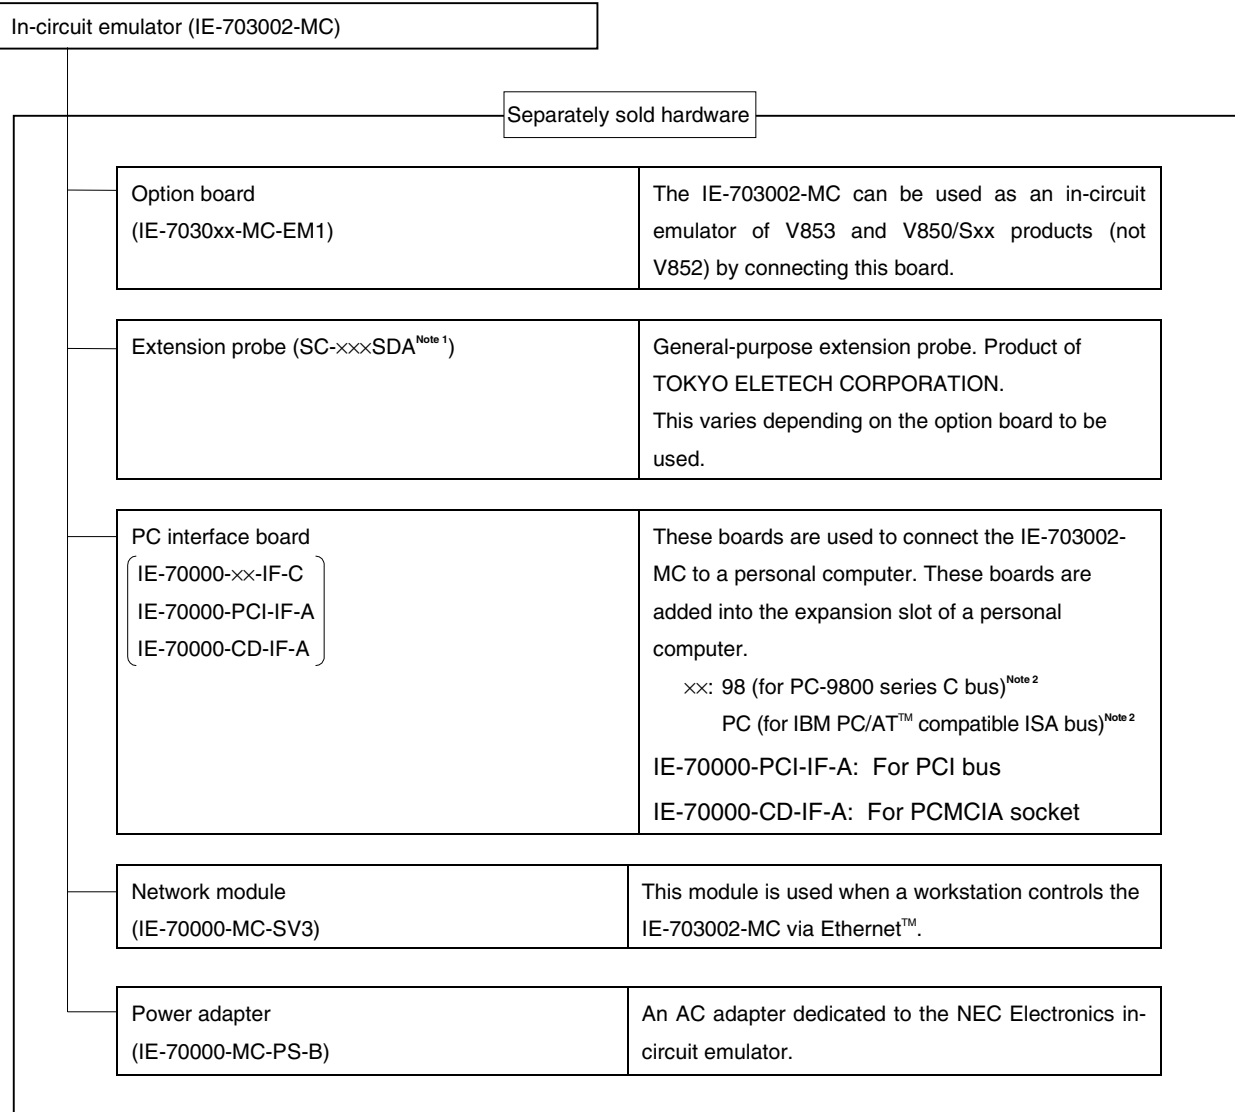 In-circuit emulator (IE-703002-MC)
Separately sold hardware
Option board
(IE-7030xx-MC-EM1)
The IE-703002-MC can be used as an in-circuit
emulator of V853 and V850/Sxx products (not
V852) by connecting this board.
Extension probe (SC-×××SDA Note 1)
General-purpose extension probe. Product of
TOKYO ELETECH CORPORATION.
This varies depending on the option board to be
used.
PC interface board
IE-70000-××-IF-C
IE-70000-PCI-IF-A
IE-70000-CD-IF-A
These boards are used to connect the IE-703002-
MC to a personal computer. These boards are
added into the expansion slot of a personal
computer.
××: 98 (for PC-9800 series C bus) Note 2
PC (for IBM PC/AT™ compatible ISA bus) Note 2
IE-70000-PCI-IF-A: For PCI bus
IE-70000-CD-IF-A: For PCMCIA socket
Network module
(IE-70000-MC-SV3)
This module is used when a workstation controls the
IE-703002-MC via Ethernet™.
Power adapter
(IE-70000-MC-PS-B)
An AC adapter dedicated to the NEC Electronics in-
circuit emulator.